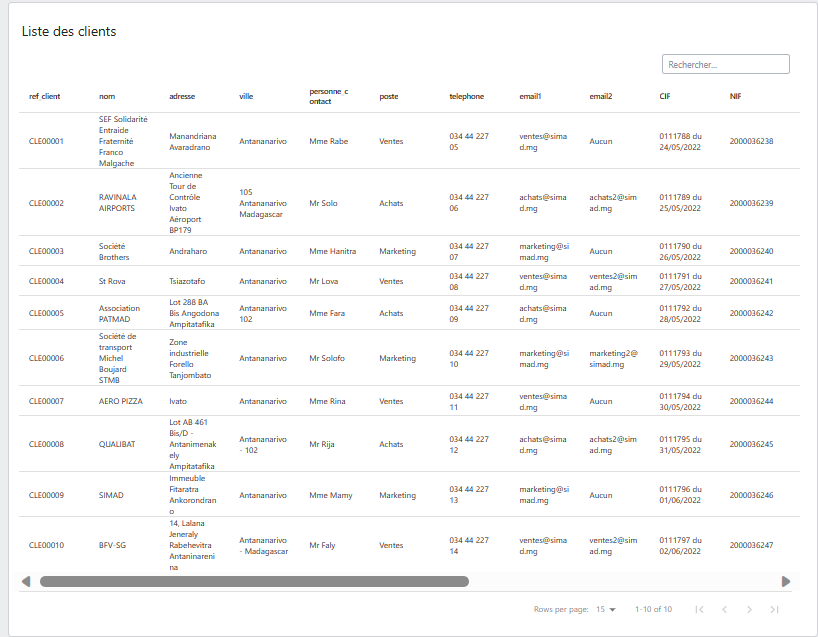 Liste des clients
Rechercher...
ref_client nom adresse ville personne_c poste telephone email1 email2 CIF NIF
ontact
CLE00001 SEF Solidarité Entraide Fraternité Franco Malgache Manandriana Avaradrano Antananarivo Mme Rabe Ventes 034 44 227 05 ventes@simad.mg Aucun 0111788 du 24/05/2022 2000036238
CLE00002 RAVINALA AIRPORTS Ancienne Tour de Contrôle Ivato Aéroport BP179 105 Antananarivo Madagascar Mr Solo Achats 034 44 227 06 achats@simad.mg achats2@simad.mg 0111789 du 25/05/2022 2000036239
CLE00003 Société Brothers Andraharo Antananarivo Mme Hanitra Marketing 034 44 227 07 marketing@simad.mg Aucun 0111790 du 26/05/2022 2000036240
CLE00004 St Rova Tsiazotafo Antananarivo Mr Lova Ventes 034 44 227 08 ventes@simad.mg ventes2@simad.mg 0111791 du 27/05/2022 2000036241
CLE00005 Association PATMAD Lot 288 BA Bis Angodona Ampitatafika Antananarivo 102 Mme Fara Achats 034 44 227 09 achats@simad.mg Aucun 0111792 du 28/05/2022 2000036242
CLE00006 Société de transport Michel Boujard STMB Zone industrielle Forello Tanjombato Antananarivo Mr Solofo Marketing 034 44 227 10 marketing@simad.mg marketing2@simad.mg 0111793 du 29/05/2022 2000036243
CLE00007 AERO PIZZA Ivato Antananarivo Mme Rina Ventes 034 44 227 11 ventes@simad.mg Aucun 0111794 du 30/05/2022 2000036244
CLE00008 QUALIBAT Lot AB 461 Bis/D - Antanimenakely Ampitatafika Antananarivo - 102 Mr Rija Achats 034 44 227 12 achats@simad.mg achats2@simad.mg 0111795 du 31/05/2022 2000036245
CLE00009 SIMAD Immeuble Fitaratra Ankorondrano Antananarivo Mme Mamy Marketing 034 44 227 13 marketing@simad.mg Aucun 0111796 du 01/06/2022 2000036246
CLE00010 BFV-SG 14, Lalana Jeneraly Rabehevitra Antaninarenina Antananarivo - Madagascar Mr Faly Ventes 034 44 227 14 ventes@simad.mg ventes2@simad.mg 0111797 du 02/06/2022 2000036247
Rows per page: 15 1-10 of 10